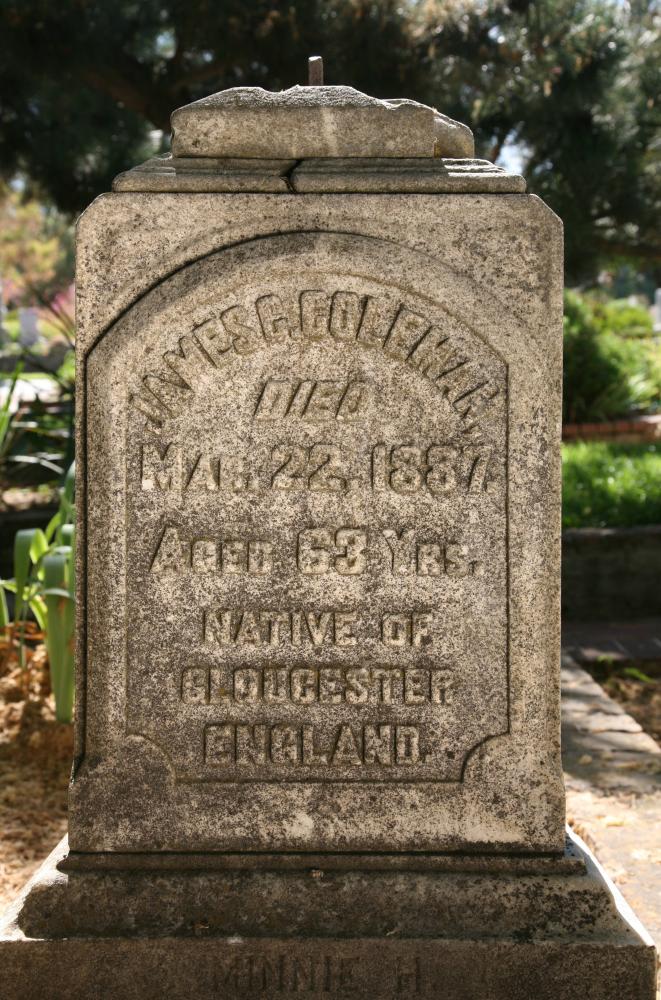 JAMES C. COLEMAN.
DIED
MAR. 22, 1887.
AGED 63 YRS.
NATIVE OF
GLOUCESTER
ENGLAND.
MINNIE H.